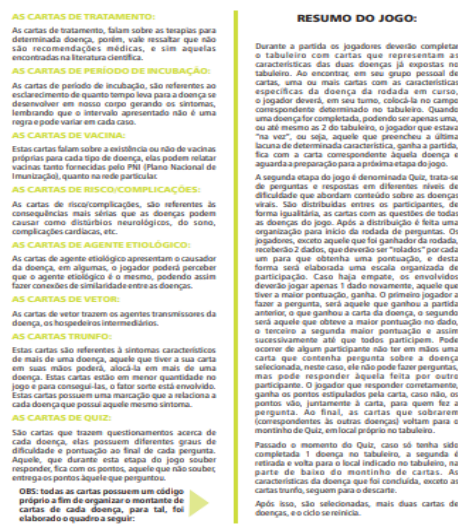 AS CARTAS DE TRATAMENTO:
As cartas de tratamento, falam sobre as terapias para
determinada doença, porém, vale ressaltar que não
são recomendações médicas, e sim aquelas
encontradas na literatura científica.
AS CARTAS DE PERÍODO DE INCUBAÇÃO:
As cartas de período de incubação, são referentes ao
esclarecimento de quanto tempo leva para a doença se
desenvolver em nosso corpo gerando os sintomas,
lembrando que o intervalo apresentado não é uma
regra e pode variar em cada caso.
AS CARTAS DE VACINA:
Estas cartas falam sobre a existência ou não de vacinas
próprias para cada tipo de doença, elas podem relatar
vacinas tanto fornecidas pelo PNI (Plano Nacional de
Imunização), quanto na rede particular.
AS CARTAS DE RISCO/COMPLICAÇÕES:
As cartas de risco/complicações, são referentes às
consequências mais sérias que as doenças podem
causar como distúrbios neurológicos, do sono,
complicações cardíacas, etc.
AS CARTAS DE AGENTE ETIOLÓGICO:
As cartas de agente etiológico apresentam o causador
da doença, em algumas, o jogador poderá perceber
que o agente etiológico é o mesmo, podendo assim
fazer conexões de similaridade entre as doenças.
AS CARTAS DE VETOR:
As cartas de vetor trazem os agentes transmissores da
doença, os hospedeiros intermediários.
AS CARTAS TRUNFO:
Estas cartas são referentes à sintomas característicos
de mais de uma doença, aquele que tiver a sua carta
em suas mãos poderá, alocá-la em mais de uma
doença. Estas cartas estão em menor quantidade no
jogo e para consegui-las, o fator sorte está envolvido.
Estas cartas possuem uma marcação que a relaciona a
cada doença que possui aquele mesmo sintoma.
AS CARTAS DE QUIZ:
São cartas que trazem questionamentos acerca de
cada doença, elas possuem diferentes graus de
dificuldade e pontuação ao final de cada pergunta.
Aquele, que durante esta etapa do jogo souber
responder, fica com os pontos, aquele que não souber,
entrega os pontos àquele que perguntou.
OBS: todas as cartas possuem um código
próprio a fim de organizar o montante de
cartas de cada doença, para tal, foi
elaborado o quadro a seguir:
RESUMO DO JOGO:
Durante a partida os jogadores deverão completar
o tabuleiro com cartas que representam as
características das duas doenças já expostas no
tabuleiro. Ao encontrar, em seu grupo pessoal de
cartas, uma ou mais cartas com as características
específicas da doença da rodada em curso,
o jogador deverá, em seu turno, colocá-la no campo
correspondente determinado no tabuleiro. Quando
uma doença for completada, podendo ser apenas uma,
ou até mesmo as 2 do tabuleiro, o jogador que estava
"na vez", ou seja, aquele que preencheu a última
lacuna de determinada característica, ganha a partida,
fica com a carta correspondente àquela doença e
aguarda a preparação para a próxima etapa do jogo.
A segunda etapa do jogo é denominada Quiz, trata-se
de perguntas e respostas em diferentes níveis de
dificuldade que abordam conteúdo sobre as doenças
virais. São distribuídas entre os participantes, de
forma igualitária, as cartas com as questões de todas
as doenças do jogo. Após a distribuição é feita uma
organização para início da rodada de perguntas. Os
jogadores, exceto aquele que foi ganhador da rodada,
receberão 2 dados, que deverão ser "rolados" por cada
um para que obtenha uma pontuação, e desta
forma será elaborada uma escala organizada de
participação. Caso haja empate, os envolvidos
deverão jogar apenas 1 dado novamente, aquele que
tiver a maior pontuação, ganha. O primeiro jogador a
fazer a pergunta, será aquele que ganhou a partida
anterior, o que ganhou a carta da doença, o segundo
será aquele que obteve a maior pontuação no dado,
o terceiro a segunda maior pontuação e assim
sucessivamente até que todos participem. Pode
ocorrer de algum participante não ter em mãos uma
carta que contenha pergunta sobre a doença
selecionada, neste caso, ele não pode fazer perguntas,
mas pode responder àquela feita por outro
participante. O jogador que responder corretamente,
ganha os pontos estipulados pela carta, caso não, os
pontos vão, juntamente à carta, para quem fez a
pergunta. Ao final, as cartas que sobrarem
(correspondentes às outras doenças) voltam para o
montinho de Quiz, em local próprio no tabuleiro.
Passado o momento do Quiz, caso só tenha sido
completada 1 doença no tabuleiro, a segunda é
retirada e volta para o local indicado no tabuleiro, na
parte de baixo do montinho de cartas. As
características da doença que foi concluída, exceto as
cartas trunfo, seguem para o descarte.
Após isso, são selecionadas, mais duas cartas de
doenças, e o ciclo se reinicia.